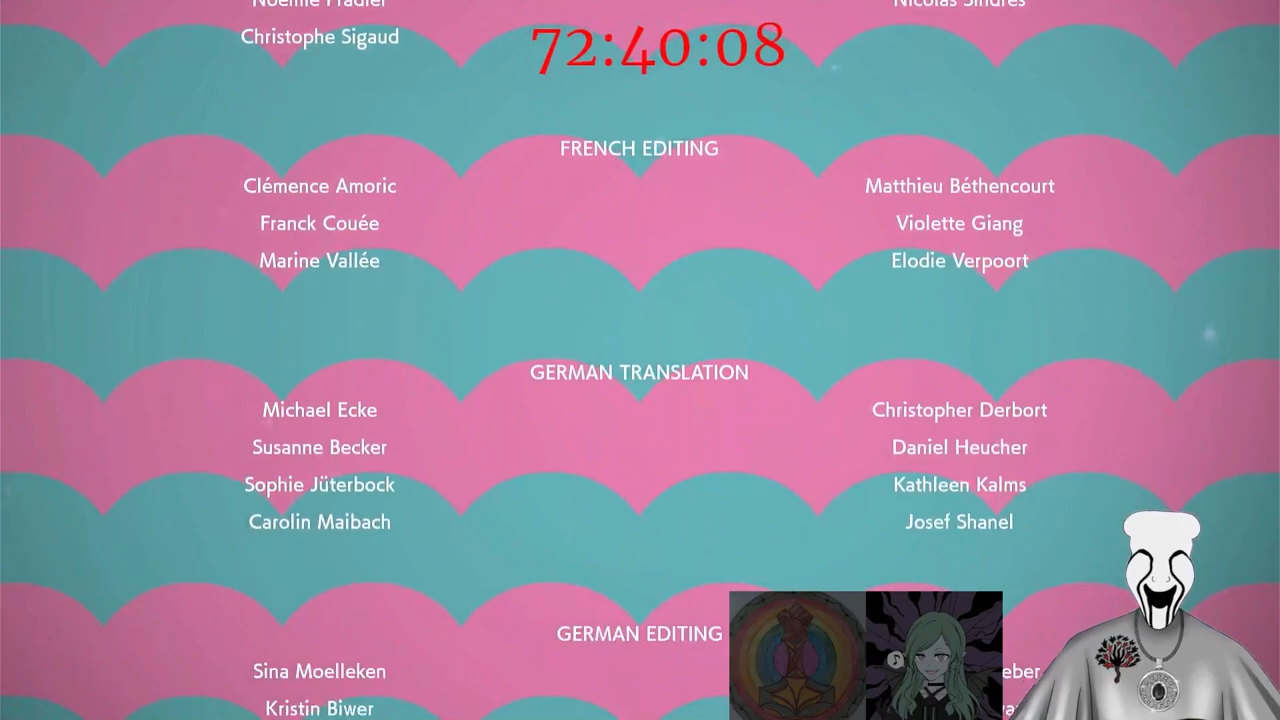 Christophe Sigaud
72:40:08
FRENCH EDITING
Clémence Amoric
Matthieu Béthencourt
Franck Couée
Violette Giang
Marine Vallée
Elodie Verpoort
GERMAN TRANSLATION
Michael Ecke
Christopher Derbort
Susanne Becker
Daniel Heucher
Sophie Jüterbock
Kathleen Kalms
Carolin Maibach
Josef Shanel
GERMAN EDITING
Sina Moelleken
Kristin Biwer